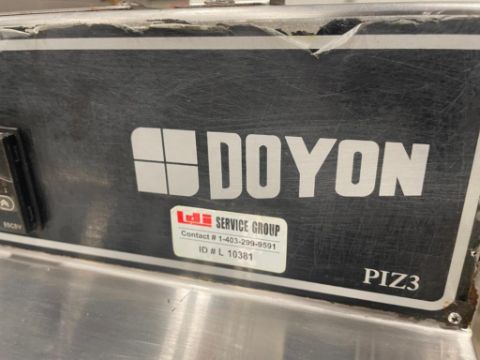 DOYON
Ldi SERVICE GROUP
Contact # 1-403-299-9591
ID # L 10381
PIZ3